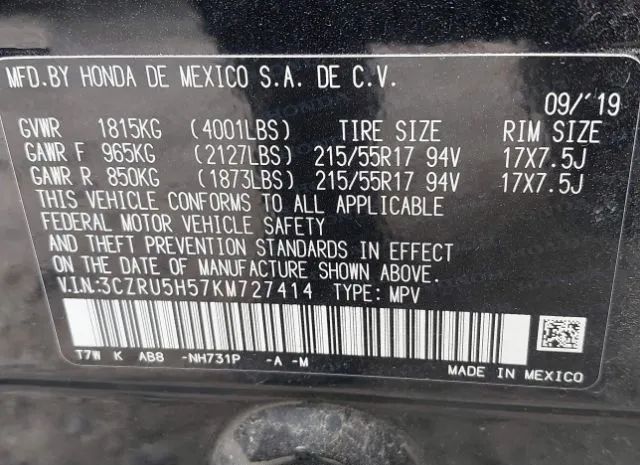 MFD.BY HONDA DE MEXICO S.A. DE C.V.
09/'19
GVWR 1815KG (4001LBS) TIRE SIZE RIM SIZE
GAWR F 965KG (2127LBS) 215/55R17 94V 17X7.5J
GAWR R 850KG (1873LBS) 215/55R17 94V 17X7.5J
THIS VEHICLE CONFORMS TO ALL APPLICABLE
FEDERAL MOTOR VEHICLE SAFETY
AND THEFT PREVENTION STANDARDS IN EFFECT
ON THE DATE OF MANUFACTURE SHOWN ABOVE.
V.I.N:3CZRU5H57KM727414 TYPE: MPV
T7W K AB8 -NH731P -A -M
MADE IN MEXICO